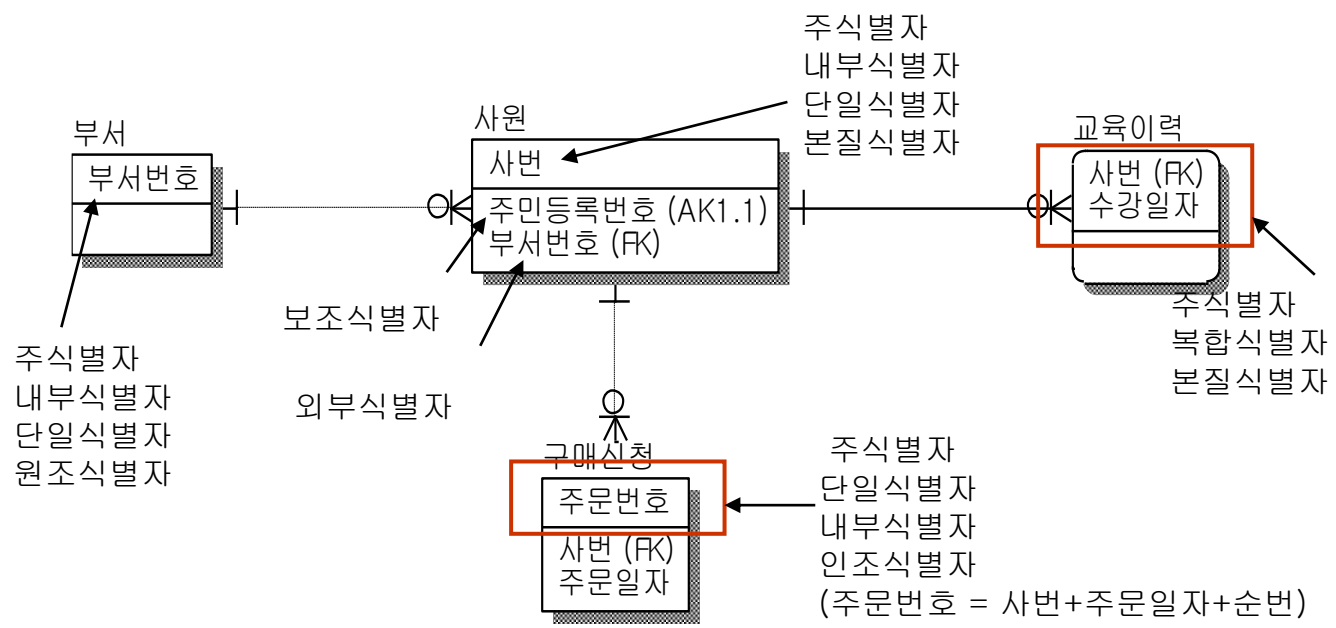 주식별자
내부식별자
단일식별자
본질식별자
부서
부서번호
사원
사번
주민등록번호 (AK1.1)
부서번호 (FK)
교육이력
사번 (FK)
수강일자
보조식별자
외부식별자
주식별자
내부식별자
단일식별자
원조식별자
주식별자
복합식별자
본질식별자
구매신청
주문번호
사번 (FK)
주문일자
주식별자
단일식별자
내부식별자
인조식별자
(주문번호 = 사번+주문일자+순번)